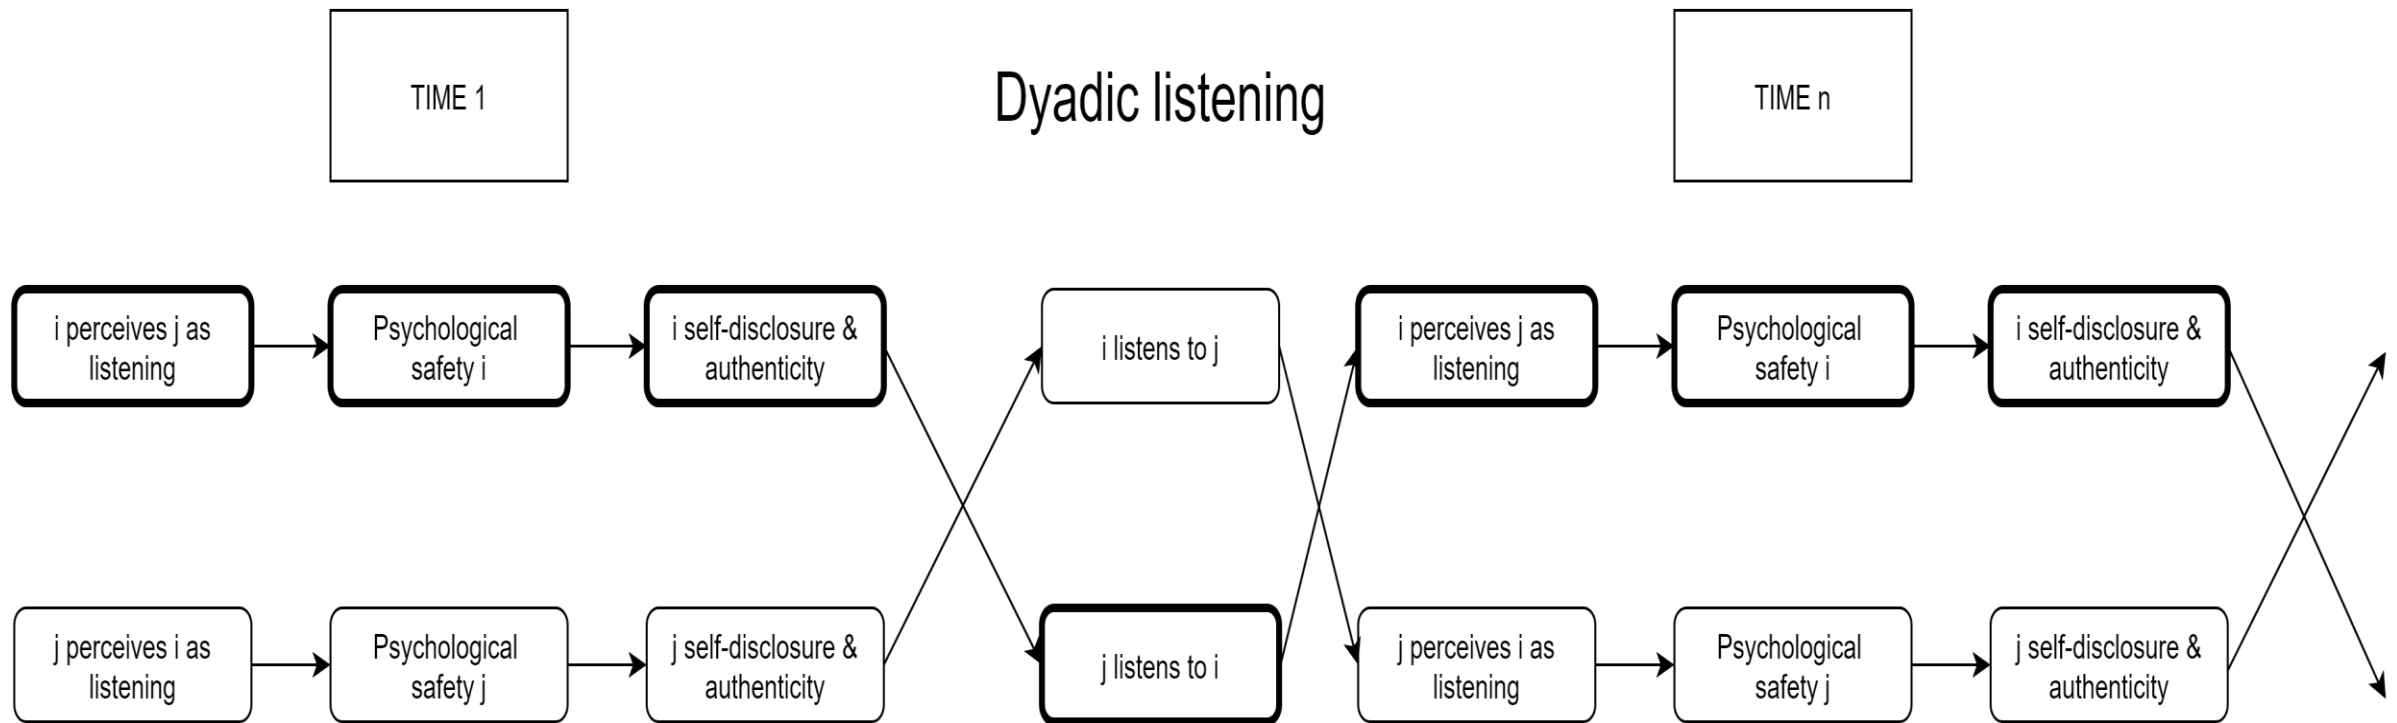 TIME 1
Dyadic listening
TIME n
i perceives j as
listening
Psychological
safety i
i self-disclosure &
authenticity
i listens to j
i perceives j as
listening
Psychological
safety i
i self-disclosure &
authenticity
j perceives i as
listening
Psychological
safety j
j self-disclosure &
authenticity
j listens to i
j perceives i as
listening
Psychological
safety j
j self-disclosure &
authenticity